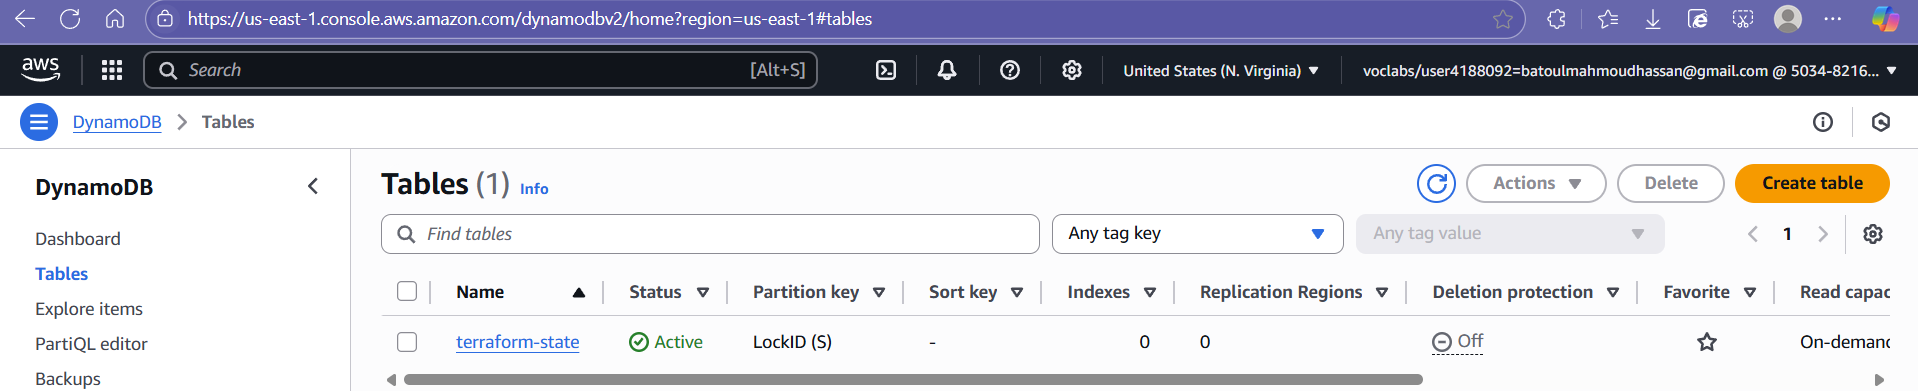 https://us-east-1.console.aws.amazon.com/dynamodbv2/home?region=us-east-1#tables
aws Search [Alt+S] United States (N. Virginia) voclabs/user4188092=batoulmahmoudhassan@gmail.com @ 5034-8216...
DynamoDB Tables
DynamoDB
Dashboard
Tables
Explore items
PartiQL editor
Backups
Tables (1) Info Actions Delete Create table
Find tables Any tag key Any tag value 1
Name Status Partition key Sort key Indexes Replication Regions Deletion protection Favorite Read capac
terraform-state Active LockID (S) - 0 0 Off On-demand